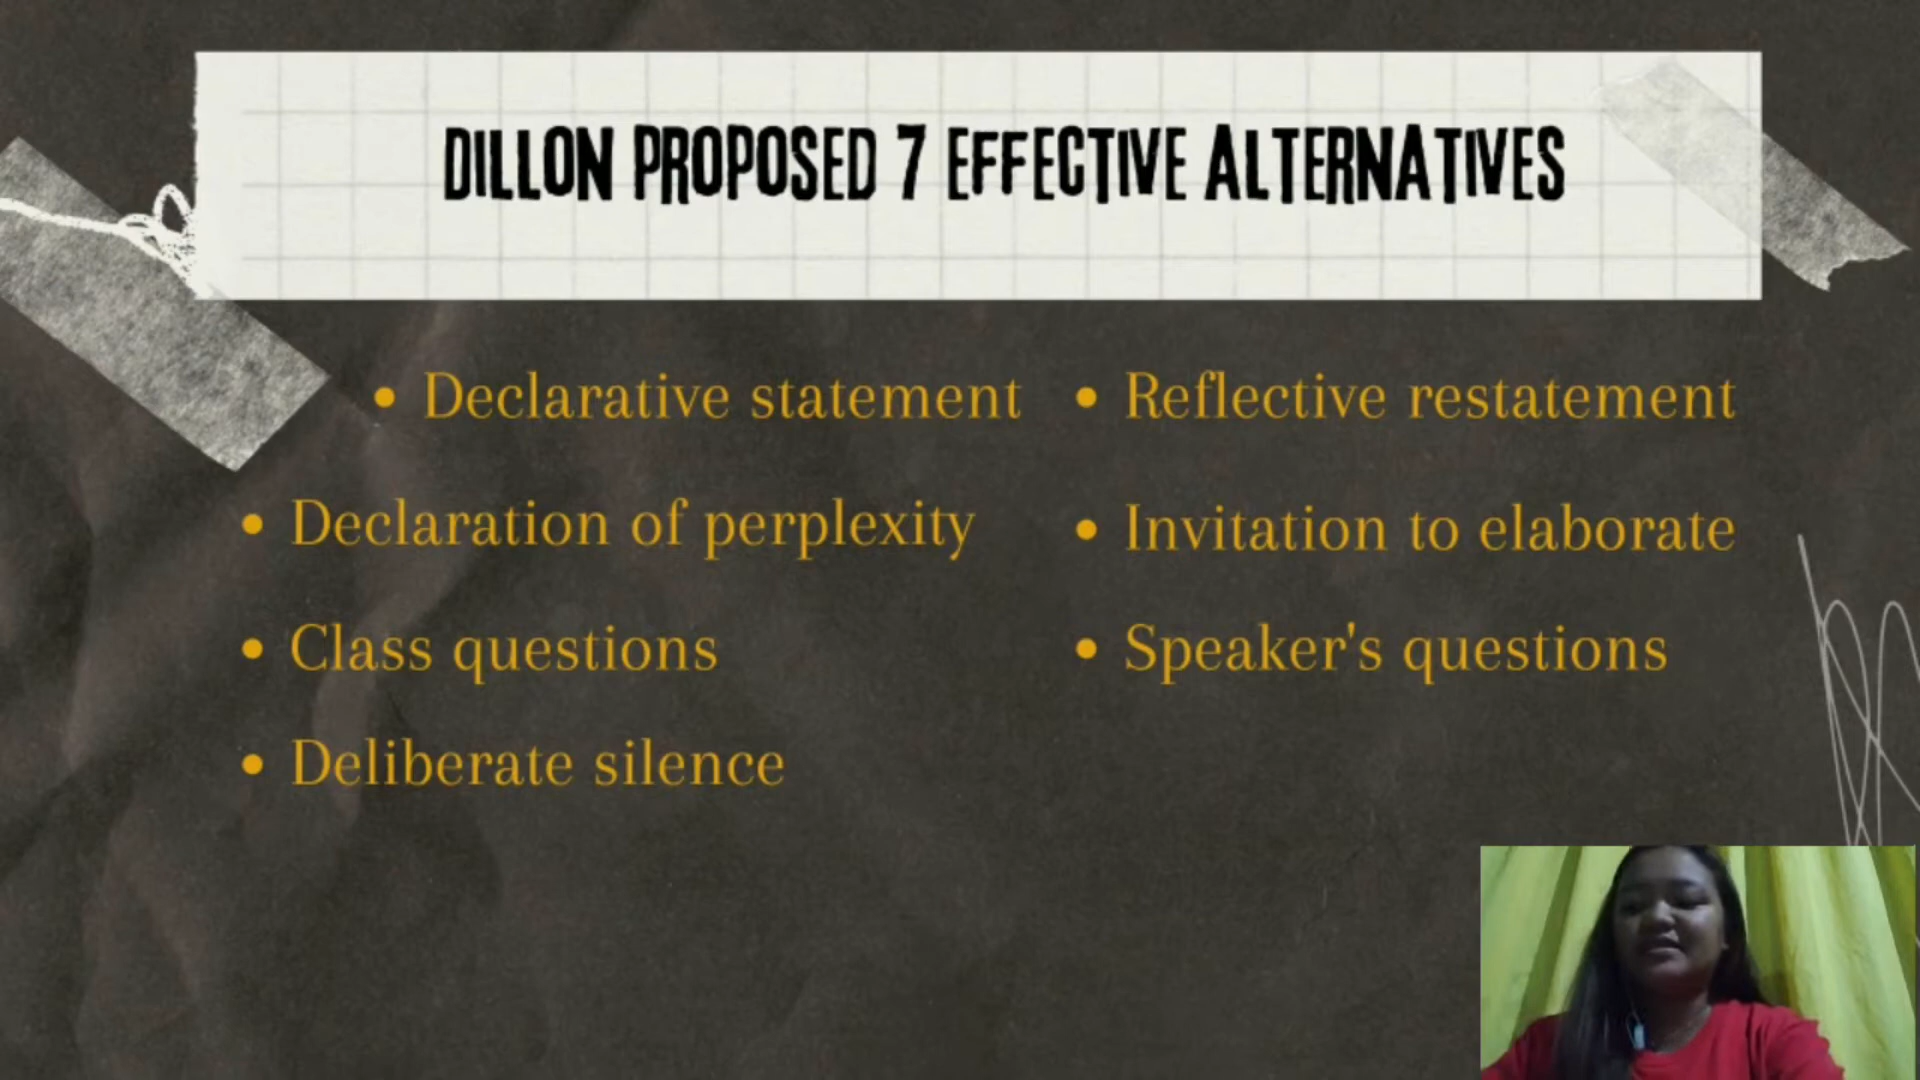 DILLON PROPOSED 7 EFFECTIVE ALTERNATIVES
• Declarative statement
• Declaration of perplexity
• Class questions
• Deliberate silence
• Reflective restatement
• Invitation to elaborate
• Speaker's questions